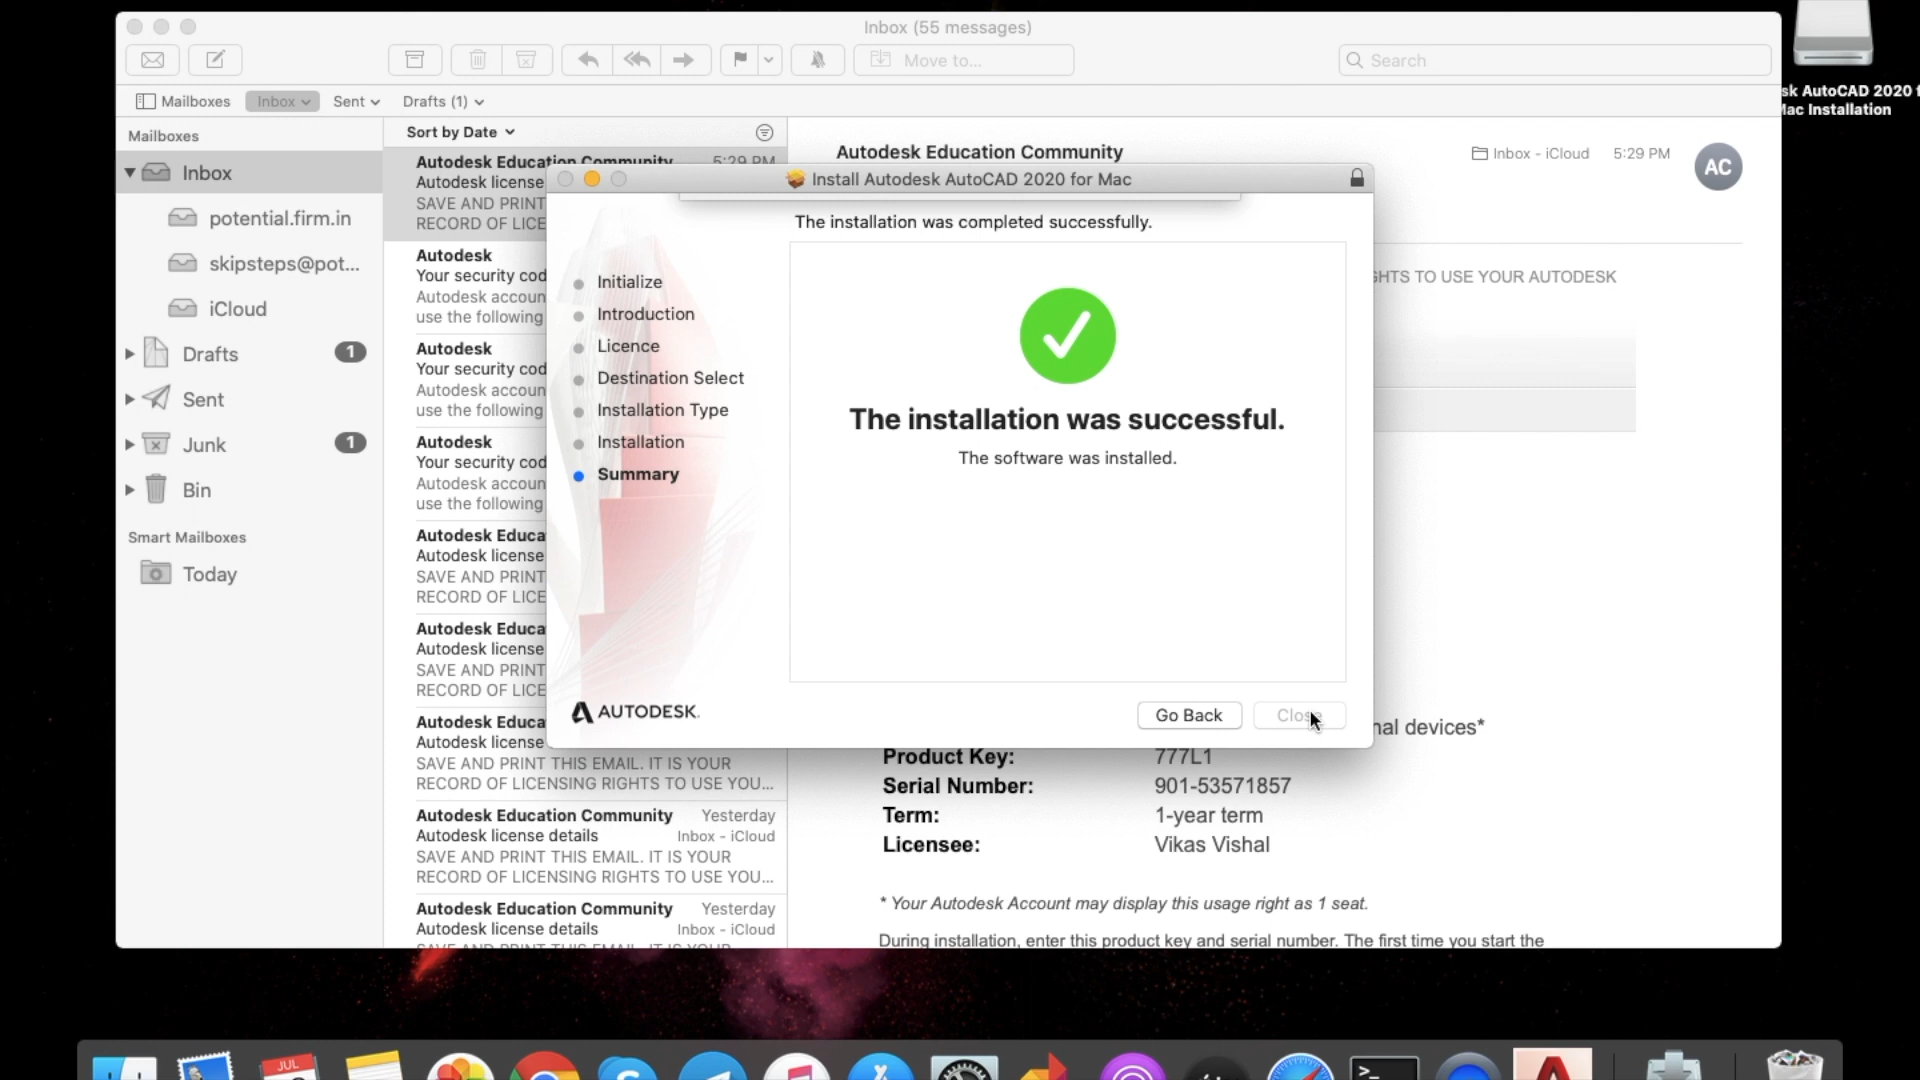 Inbox (55 messages)
Move to...
Search
Mailboxes
Inbox
Sent
Drafts (1)
sk AutoCAD 2020 f
Mac Installation
Mailboxes
Inbox
potential.firm.in
skipsteps@pot...
iCloud
Drafts
1
Sent
Junk
1
Bin
Smart Mailboxes
Today
Sort by Date
Autodesk Education Community 5:29 PM
Autodesk license
SAVE AND PRINT
RECORD OF LICE
Autodesk
Your security cod
Autodesk accoun
use the following
Autodesk
Your security cod
Autodesk accoun
use the following
Autodesk
Your security cod
Autodesk accoun
use the following
Autodesk Educa
Autodesk license
SAVE AND PRINT
RECORD OF LICE
Autodesk Educa
Autodesk license
SAVE AND PRINT
RECORD OF LICE
Autodesk Educa
Autodesk license
SAVE AND PRINT THIS EMAIL. IT IS YOUR
RECORD OF LICENSING RIGHTS TO USE YOU...
Autodesk Education Community Yesterday
Autodesk license details Inbox - iCloud
SAVE AND PRINT THIS EMAIL. IT IS YOUR
RECORD OF LICENSING RIGHTS TO USE YOU...
Autodesk Education Community Yesterday
Autodesk license details Inbox - iCloud
Autodesk Education Community
Inbox - iCloud 5:29 PM
AC
GHTS TO USE YOUR AUTODESK
Install Autodesk AutoCAD 2020 for Mac
The installation was completed successfully.
Initialize
Introduction
Licence
Destination Select
Installation Type
Installation
Summary
The installation was successful.
The software was installed.
AUTODESK.
Go Back
Close
nal devices*
Product Key: 777L1
Serial Number: 901-53571857
Term: 1-year term
Licensee: Vikas Vishal
* Your Autodesk Account may display this usage right as 1 seat.
During installation, enter this product key and serial number. The first time you start the
JUL